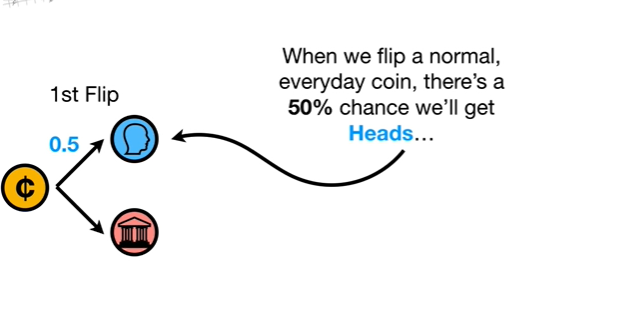 When we flip a normal,
everyday coin, there's a
50% chance we'll get
Heads...
1st Flip
0.5
¢